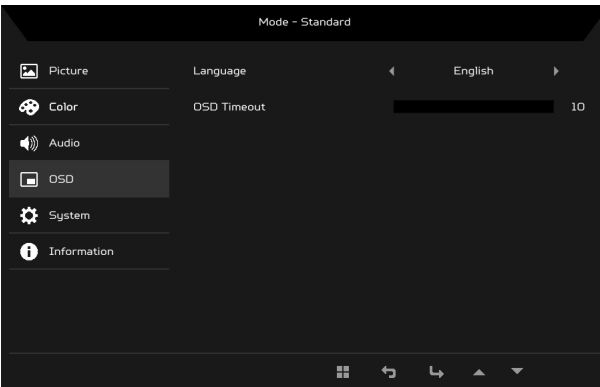 Mode - Standard
Picture
Language English
Color
OSD Timeout 10
Audio
OSD
System
Information